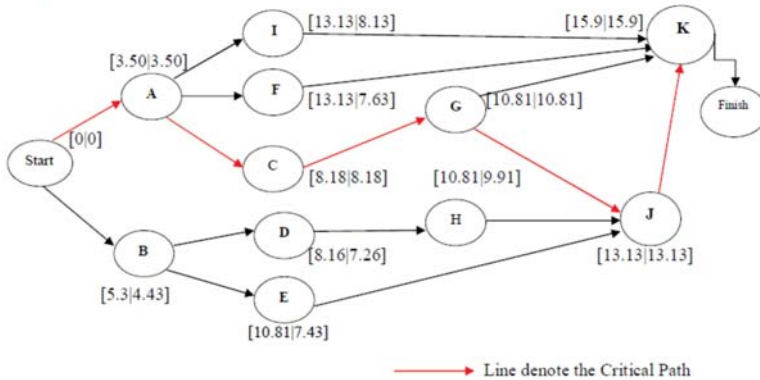 [13.13|8.13]
[15.9|15.9]
I
K
[3.50|3.50]
A
F
[13.13|7.63]
[10.81|10.81]
Finish
G
[0|0]
Start
C
[8.18|8.18]
[10.81|9.91]
B
D
H
J
[8.16|7.26]
[13.13|13.13]
[5.3|4.43]
E
[10.81|7.43]
Line denote the Critical Path